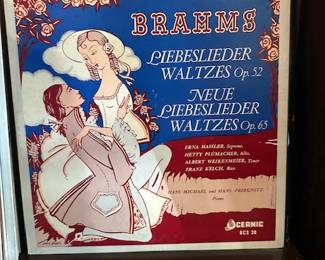 BRAHMS
LIEBESLIEDER
WALTZES Op. 52
NEUE
LIEBESLIEDER
WALTZES Op. 65
ERNA HASSLER, Soprano,
HETTY PLÜMACHER, Alto,
ALBERT WEIKENMEIER, Tenor
FRANZ KELCH, Bass
HANS MICHAEL and HANS PRIEGNITZ
Piano
OCEANIC
OCS 28